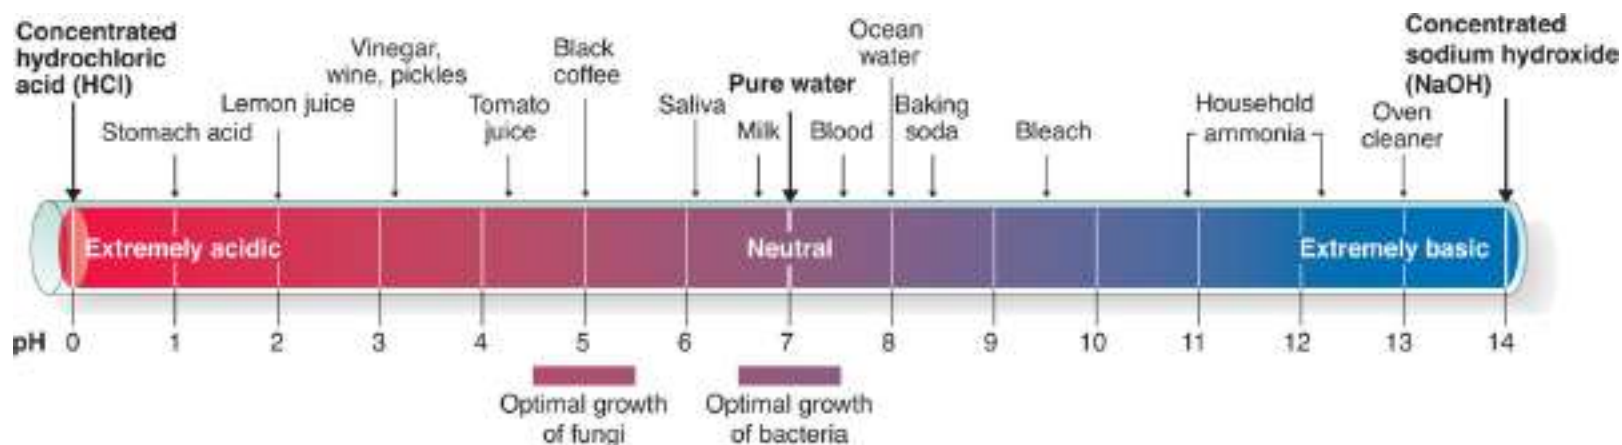 Concentrated
hydrochloric
acid (HCl)
Stomach acid
Lemon juice
Vinegar,
wine, pickles
Tomato
juice
Black
coffee
Saliva
Milk
Pure water
Blood
Ocean
water
Baking
soda
Bleach
Household
ammonia
Oven
cleaner
Concentrated
sodium hydroxide
(NaOH)
Extremely acidic
Neutral
Extremely basic
pH 0 1 2 3 4 5 6 7 8 9 10 11 12 13 14
Optimal growth
of fungi
Optimal growth
of bacteria